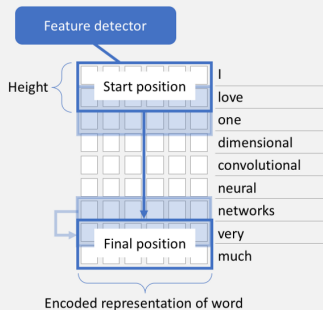 Feature detector
I
Height
Start position
love
one
dimensional
convolutional
neural
networks
very
Final position
much
Encoded representation of word